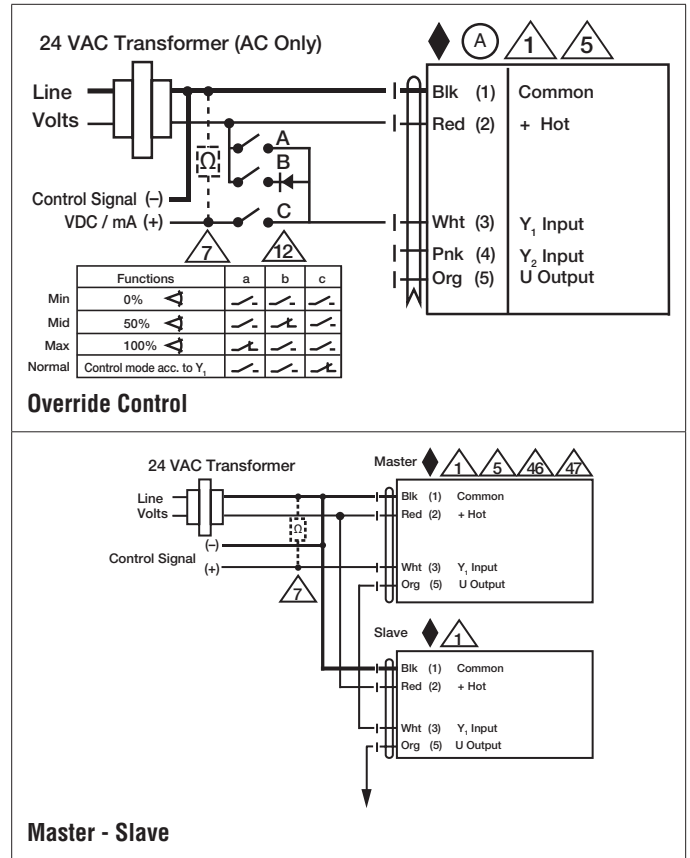 24 VAC Transformer (AC Only)
A 1 5
Line
Volts
Blk (1) Common
Red (2) + Hot
A
Ω
B
Control Signal (–)
VDC / mA (+)
C
Wht (3) Y₁ Input
7 12
Pnk (4) Y₂ Input
Org (5) U Output
Functions a b c
Min 0%
Mid 50%
Max 100%
Normal Control mode acc. to Y₁
Override Control
24 VAC Transformer
Master 1 5 46 47
Line
Volts
Blk (1) Common
Red (2) + Hot
Ω
(–)
Control Signal
(+)
Wht (3) Y₁ Input
Org (5) U Output
7
Slave 1
Blk (1) Common
Red (2) + Hot
Wht (3) Y₁ Input
Org (5) U Output
Master - Slave